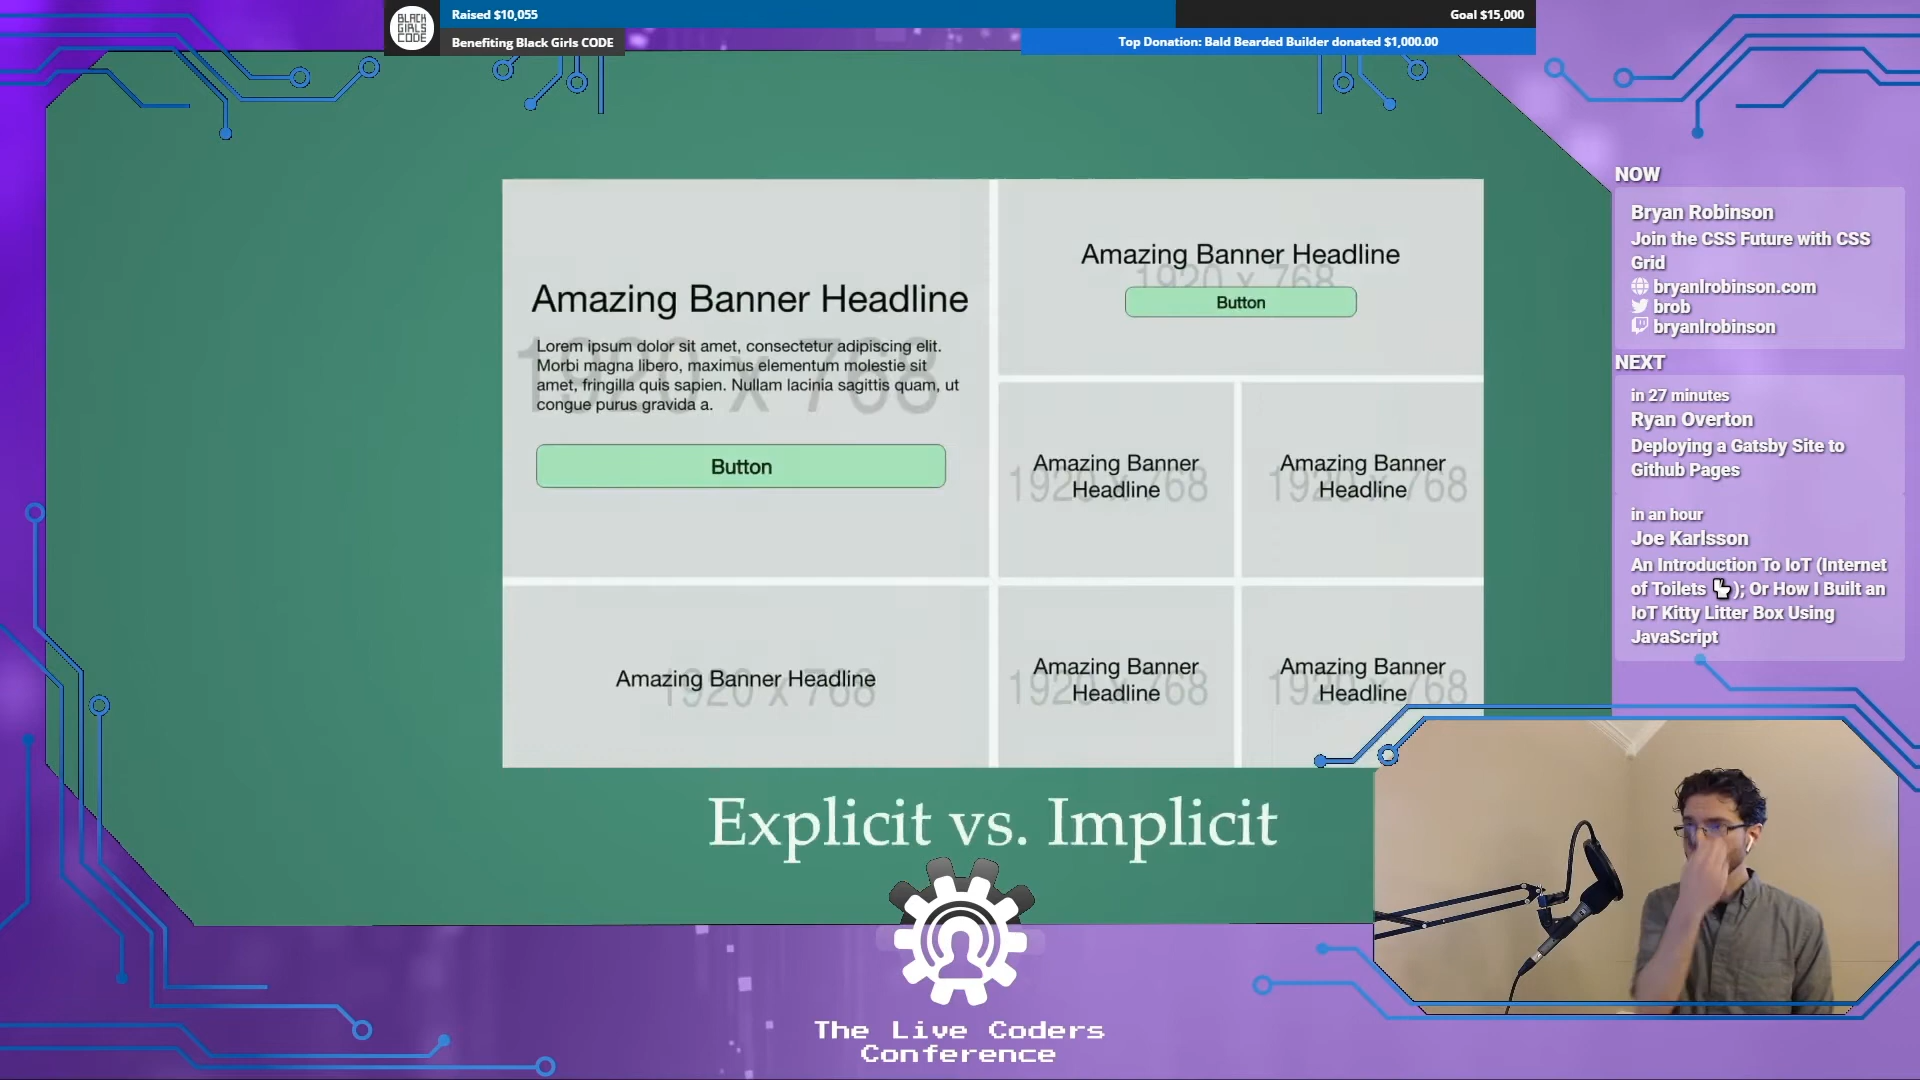 BLACK
GIRLS
CODE
Raised $10,055
Goal $15,000
Benefiting Black Girls CODE
Top Donation: Bald Bearded Builder donated $1,000.00
Amazing Banner Headline
1920 x 768
Lorem ipsum dolor sit amet, consectetur adipiscing elit.
Morbi magna libero, maximus elementum molestie sit
amet, fringilla quis sapien. Nullam lacinia sagittis quam, ut
congue purus gravida a.
Button
Amazing Banner Headline
1920 x 768
Button
Amazing Banner
Headline
1920 x 768
Amazing Banner
Headline
1920 x 768
Amazing Banner Headline
1920 x 768
Amazing Banner
Headline
1920 x 768
Amazing Banner
Headline
1920 x 768
Explicit vs. Implicit
The Live Coders
Conference
NOW
Bryan Robinson
Join the CSS Future with CSS
Grid
bryanlrobinson.com
brob
bryanlrobinson
NEXT
in 27 minutes
Ryan Overton
Deploying a Gatsby Site to
Github Pages
in an hour
Joe Karlsson
An Introduction To IoT (Internet
of Toilets 🚽); Or How I Built an
IoT Kitty Litter Box Using
JavaScript